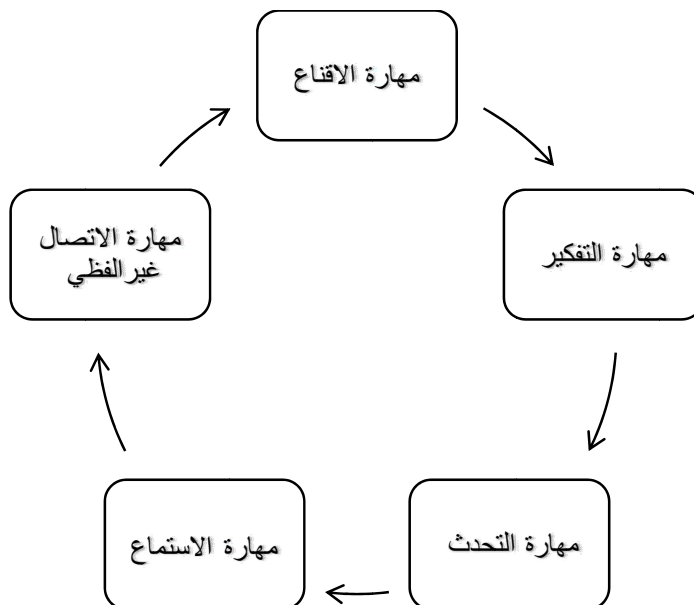 مهارة الاقناع
مهارة التفكير
مهارة التحدث
مهارة الاستماع
مهارة الاتصال
غيرالفظي